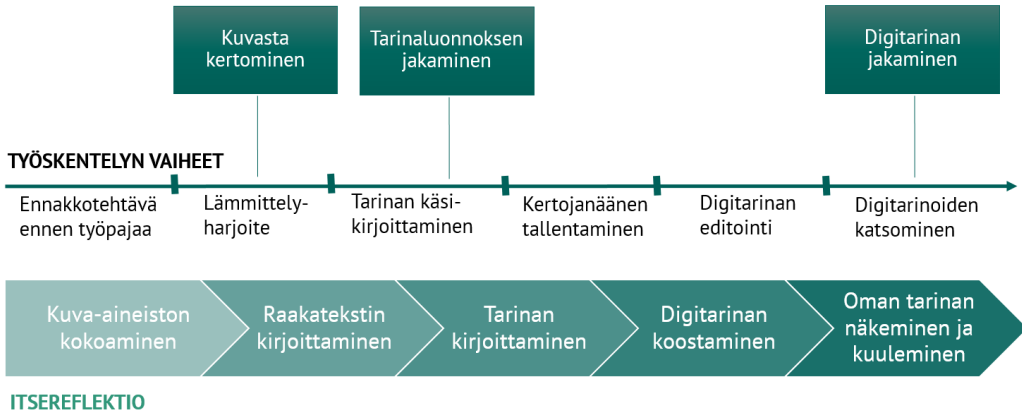 Kuvasta
kertominen
Tarinaluonnoksen
jakaminen
Digitarinan
jakaminen
TYÖSKENTELYN VAIHEET
Ennakkotehtävä
ennen työpajaa
Lämmittely-
harjoite
Tarinan käsi-
kirjoittaminen
Kertojanäänen
tallentaminen
Digitarinan
editointi
Digitarinoiden
katsominen
Kuva-aineiston
kokoaminen
Raakatekstin
kirjoittaminen
Tarinan
kirjoittaminen
Digitarinan
koostaminen
Oman tarinan
näkeminen ja
kuuleminen
ITSEREFLEKTIO